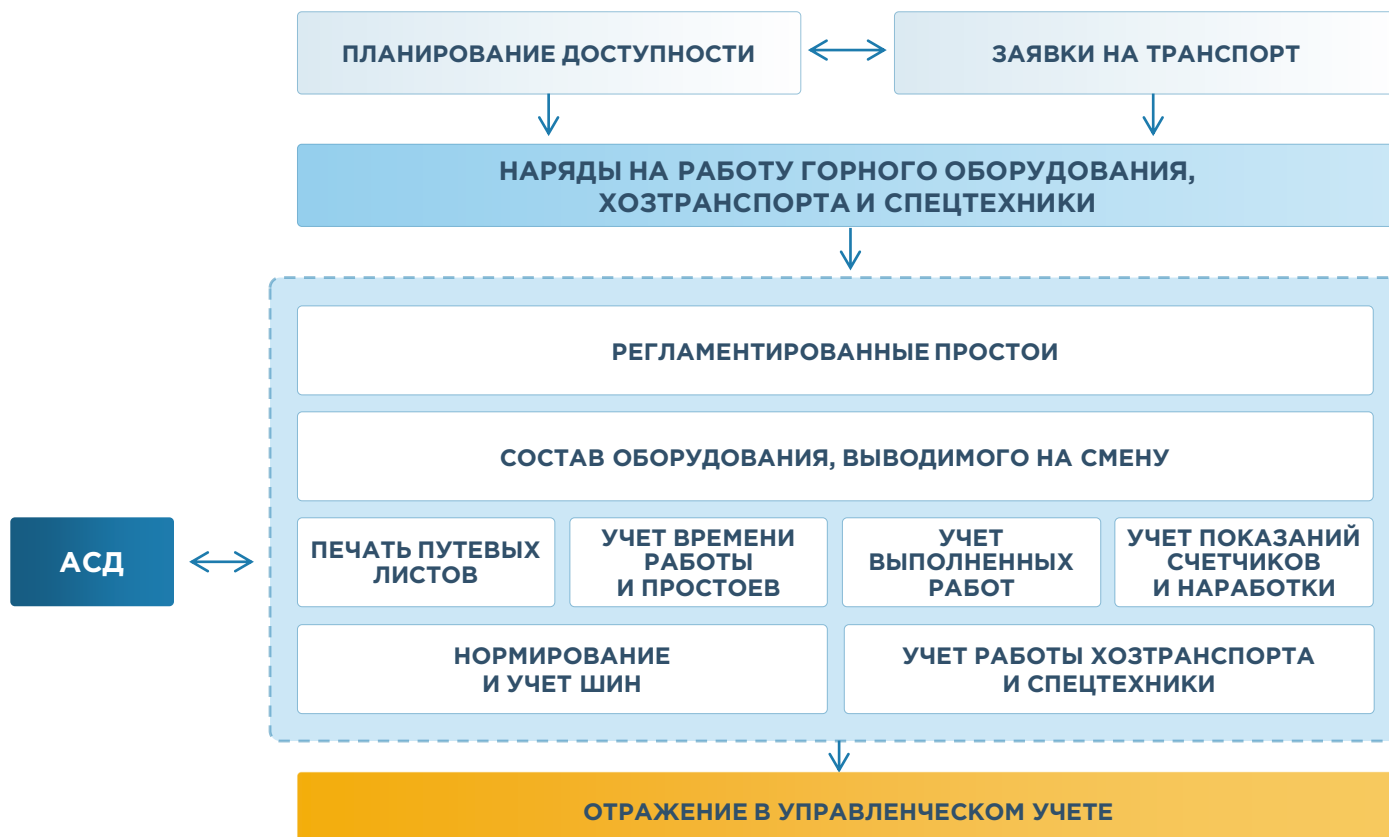 ПЛАНИРОВАНИЕ ДОСТУПНОСТИ
ЗАЯВКИ НА ТРАНСПОРТ
НАРЯДЫ НА РАБОТУ ГОРНОГО ОБОРУДОВАНИЯ,
ХОЗТРАНСПОРТА И СПЕЦТЕХНИКИ
РЕГЛАМЕНТИРОВАННЫЕ ПРОСТОИ
СОСТАВ ОБОРУДОВАНИЯ, ВЫВОДИМОГО НА СМЕНУ
АСД
ПЕЧАТЬ ПУТЕВЫХ
ЛИСТОВ
УЧЕТ ВРЕМЕНИ
РАБОТЫ
И ПРОСТОЕВ
УЧЕТ
ВЫПОЛНЕННЫХ
РАБОТ
УЧЕТ ПОКАЗАНИЙ
СЧЕТЧИКОВ
И НАРАБОТКИ
НОРМИРОВАНИЕ
И УЧЕТ ШИН
УЧЕТ РАБОТЫ ХОЗТРАНСПОРТА
И СПЕЦТЕХНИКИ
ОТРАЖЕНИЕ В УПРАВЛЕНЧЕСКОМ УЧЕТЕ